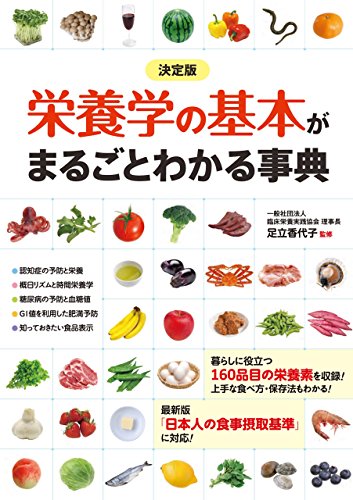 決定版
栄養学の基本が
まるごとわかる事典
一般社団法人
臨床栄養実践協会 理事長
足立香代子 監修
●認知症の予防と栄養
●概日リズムと時間栄養学
●糖尿病の予防と血糖値
●GI値を利用した肥満予防
●知っておきたい食品表示
暮らしに役立つ
160品目の栄養素を収録!
上手な食べ方・保存法もわかる!
最新版
「日本人の食事摂取基準」
に対応!